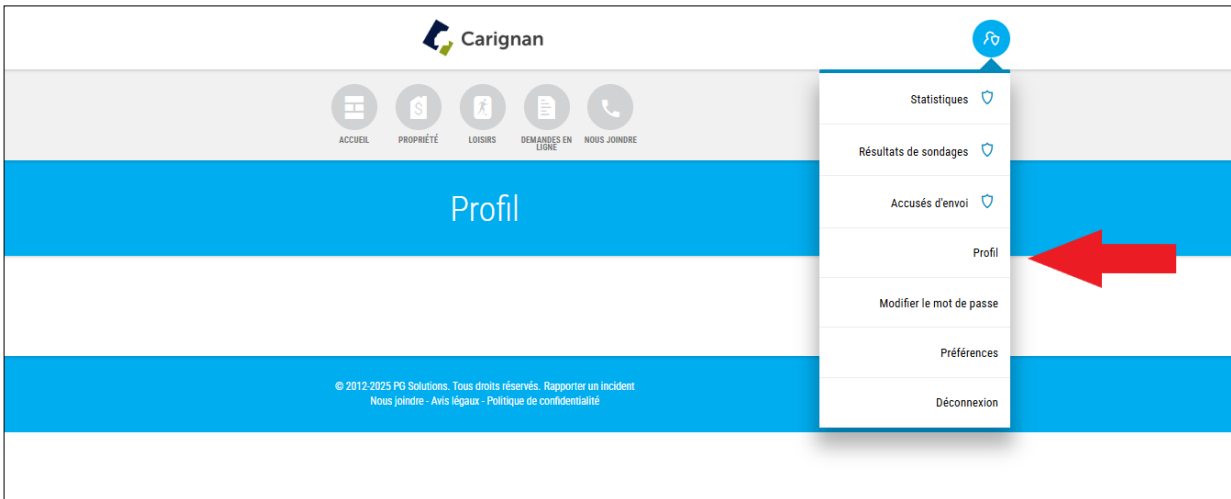 Carignan
ACCUEIL
PROPRIÉTÉ
LOISIRS
DEMANDES EN
LIGNE
NOUS JOINDRE
Profil
Statistiques
Résultats de sondages
Accusés d'envoi
Profil
Modifier le mot de passe
Préférences
Déconnexion
© 2012-2025 PG Solutions. Tous droits réservés. Rapporter un incident
Nous joindre - Avis légaux - Politique de confidentialité